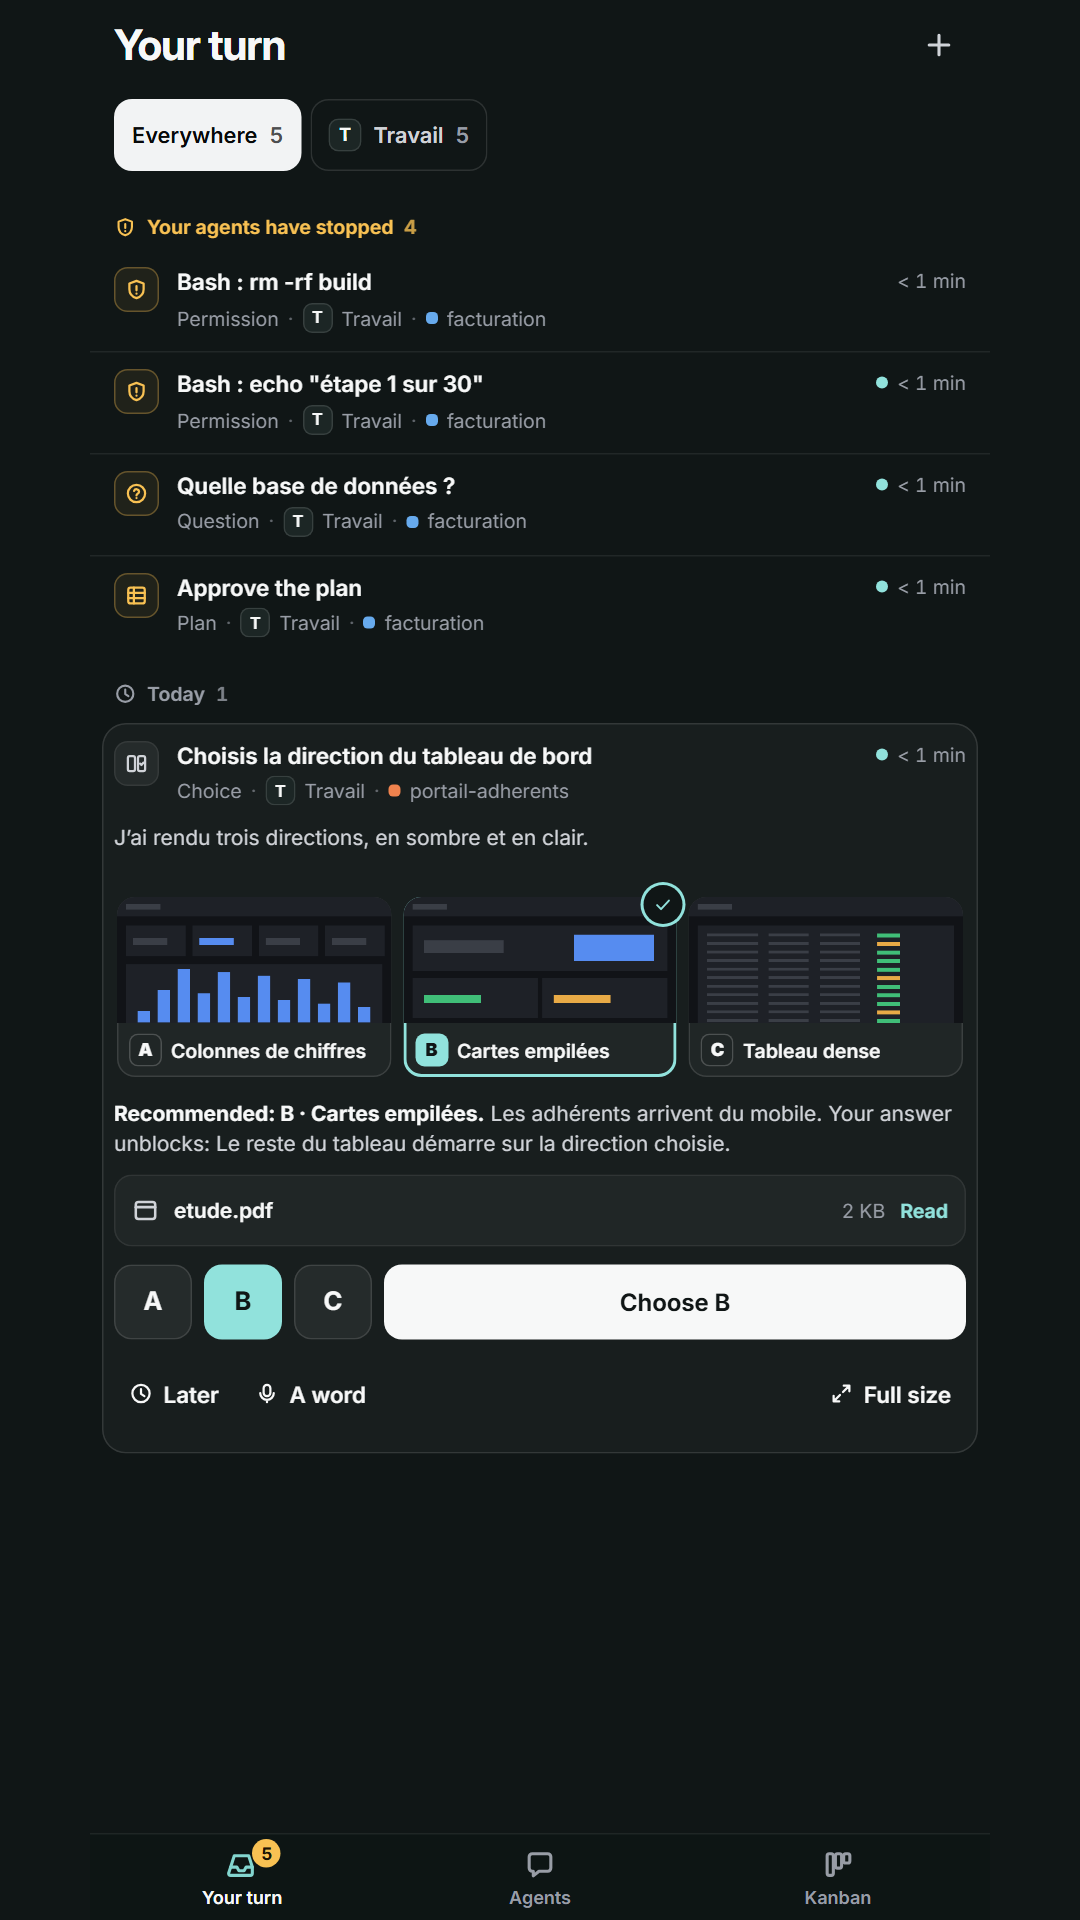 Your turn
Everywhere 5
T Travail 5
Your agents have stopped 4
Bash : rm -rf build
< 1 min
Permission · T Travail · facturation
Bash : echo "étape 1 sur 30"
< 1 min
Permission · T Travail · facturation
Quelle base de données ?
< 1 min
Question · T Travail · facturation
Approve the plan
< 1 min
Plan · T Travail · facturation
Today 1
Choisis la direction du tableau de bord
< 1 min
Choice · T Travail · portail-adherents
J’ai rendu trois directions, en sombre et en clair.
A Colonnes de chiffres
B Cartes empilées
C Tableau dense
Recommended: B · Cartes empilées. Les adhérents arrivent du mobile. Your answer
unblocks: Le reste du tableau démarre sur la direction choisie.
etude.pdf
2 KB Read
A
B
C
Choose B
Later
A word
Full size
5
Your turn
Agents
Kanban